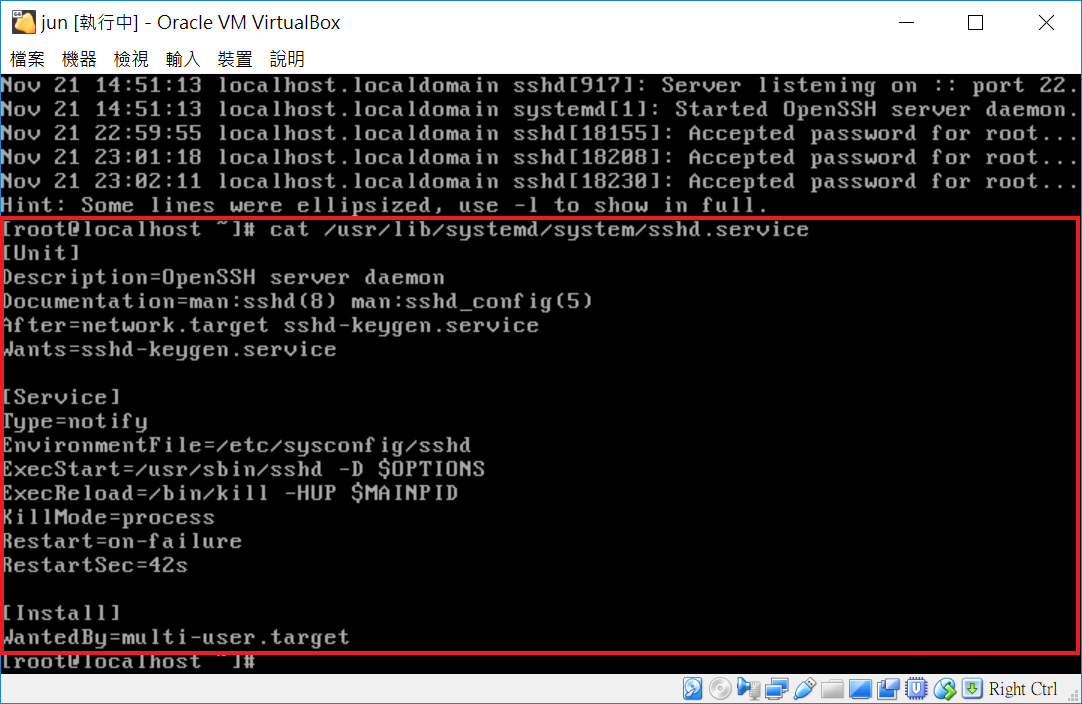 jun [執行中] - Oracle VM VirtualBox
檔案 機器 檢視 輸入 裝置 說明
Nov 21 14:51:13 localhost.localdomain sshd[917]: Server listening on :: port 22.
Nov 21 14:51:13 localhost.localdomain systemd[1]: Started OpenSSH server daemon.
Nov 21 22:59:55 localhost.localdomain sshd[18155]: Accepted password for root...
Nov 21 23:01:18 localhost.localdomain sshd[18208]: Accepted password for root...
Nov 21 23:02:11 localhost.localdomain sshd[18230]: Accepted password for root...
Hint: Some lines were ellipsized, use -l to show in full.
[root@localhost ~]# cat /usr/lib/systemd/system/sshd.service
[Unit]
Description=OpenSSH server daemon
Documentation=man:sshd(8) man:sshd_config(5)
After=network.target sshd-keygen.service
Wants=sshd-keygen.service
[Service]
Type=notify
EnvironmentFile=/etc/sysconfig/sshd
ExecStart=/usr/sbin/sshd -D $OPTIONS
ExecReload=/bin/kill -HUP $MAINPID
KillMode=process
Restart=on-failure
RestartSec=42s
[Install]
WantedBy=multi-user.target
[root@localhost ~]#
Right Ctrl